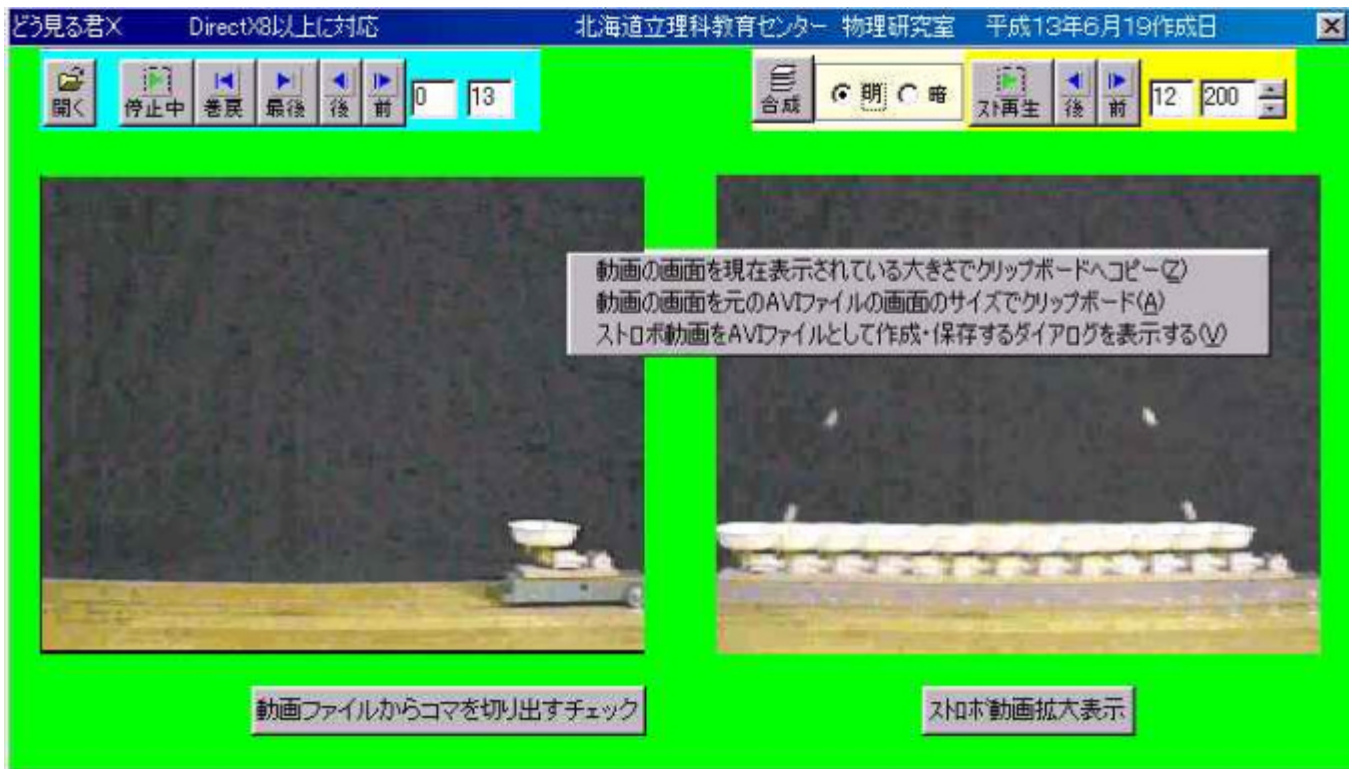 どう見る君X DirectX8以上に対応 北海道立理科教育センター 物理研究室 平成13年6月19作成日
開く 停止中 巻戻 最後 後 前 0 13 合成 明 暗 スト再生 後 前 12 200
動画の画面を現在表示されている大きさでクリップボードへコピー(Z)
動画の画面を元のAVIファイルの画面のサイズでクリップボード(A)
ストロボ動画をAVIファイルとして作成・保存するダイアログを表示する(V)
動画ファイルからコマを切り出すチェック ストロボ動画拡大表示